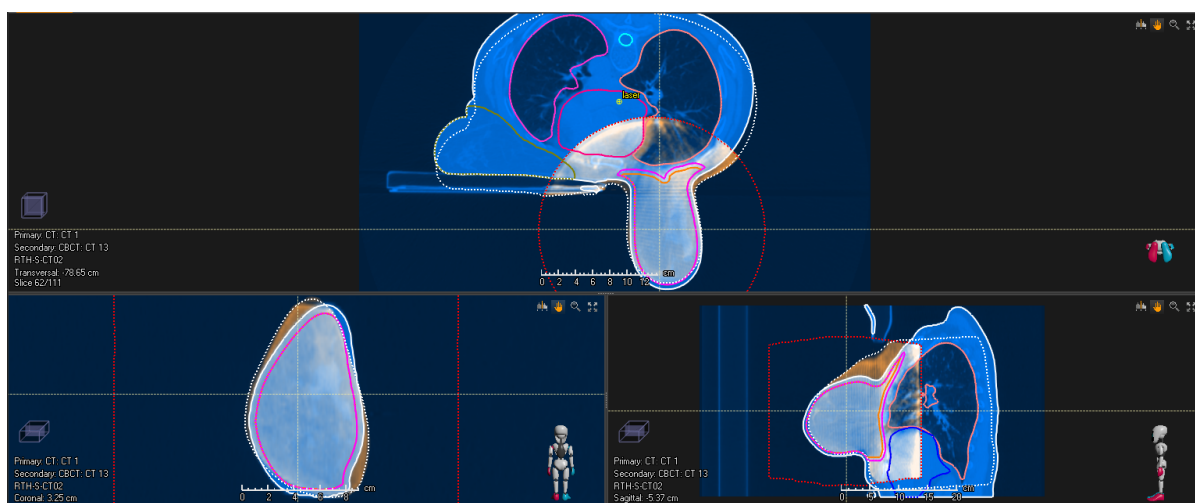 laser
Primary: CT: CT 1
Secondary: CBCT: CT 13
RTH-S-CT02
Transversal: -78.65 cm
Slice 62/111
0 2 4 6 8 10 12 cm
Primary: CT: CT 1
Secondary: CBCT: CT 13
RTH-S-CT02
Coronal: 3.25 cm
0 2 4 6 8 cm
Primary: CT: CT 1
Secondary: CBCT: CT 13
RTH-S-CT02
Sagittal: -5.37 cm
0 5 10 15 20 cm